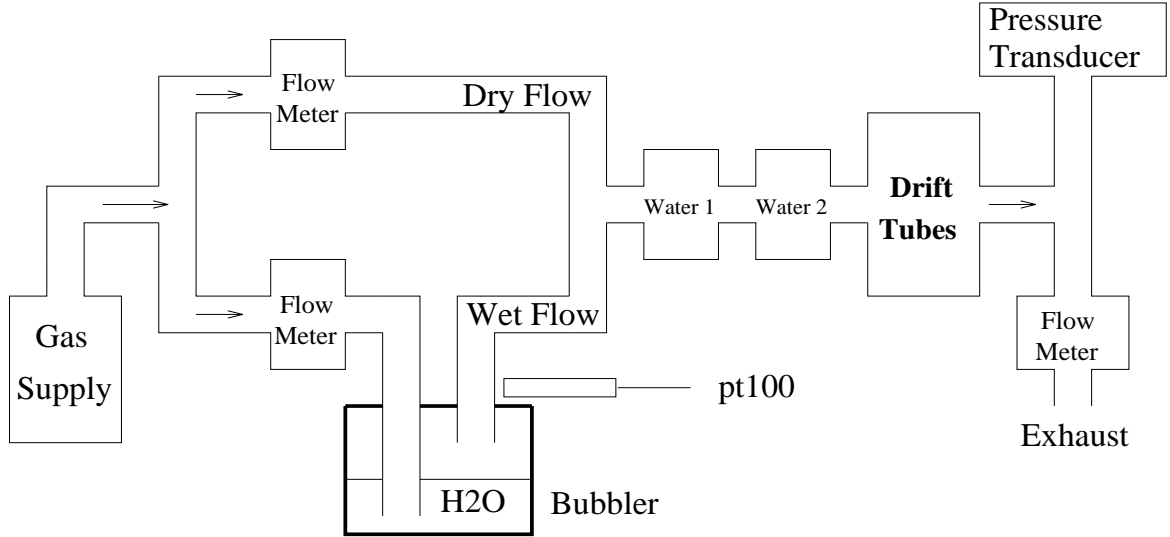 Pressure
Transducer
Flow
Meter
Dry Flow
Water 1
Water 2
Drift
Tubes
Gas
Supply
Flow
Meter
Wet Flow
Flow
Meter
pt100
Exhaust
H2O
Bubbler